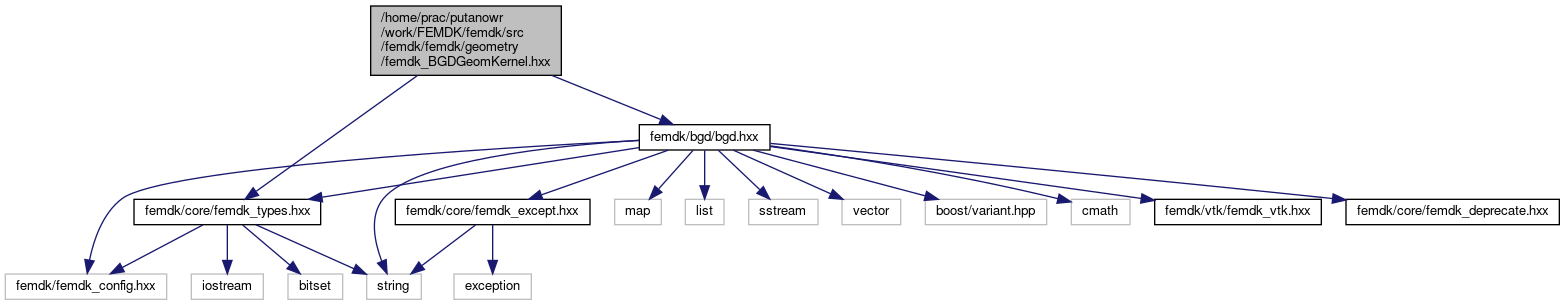 /home/prac/putanowr
/work/FEMDK/femdk/src
/femdk/femdk/geometry
/femdk_BGDGeomKernel.hxx
femdk/bgd/bgd.hxx
femdk/core/femdk_types.hxx
femdk/core/femdk_except.hxx
map
list
sstream
vector
boost/variant.hpp
cmath
femdk/vtk/femdk_vtk.hxx
femdk/core/femdk_deprecate.hxx
femdk/femdk_config.hxx
iostream
bitset
string
exception